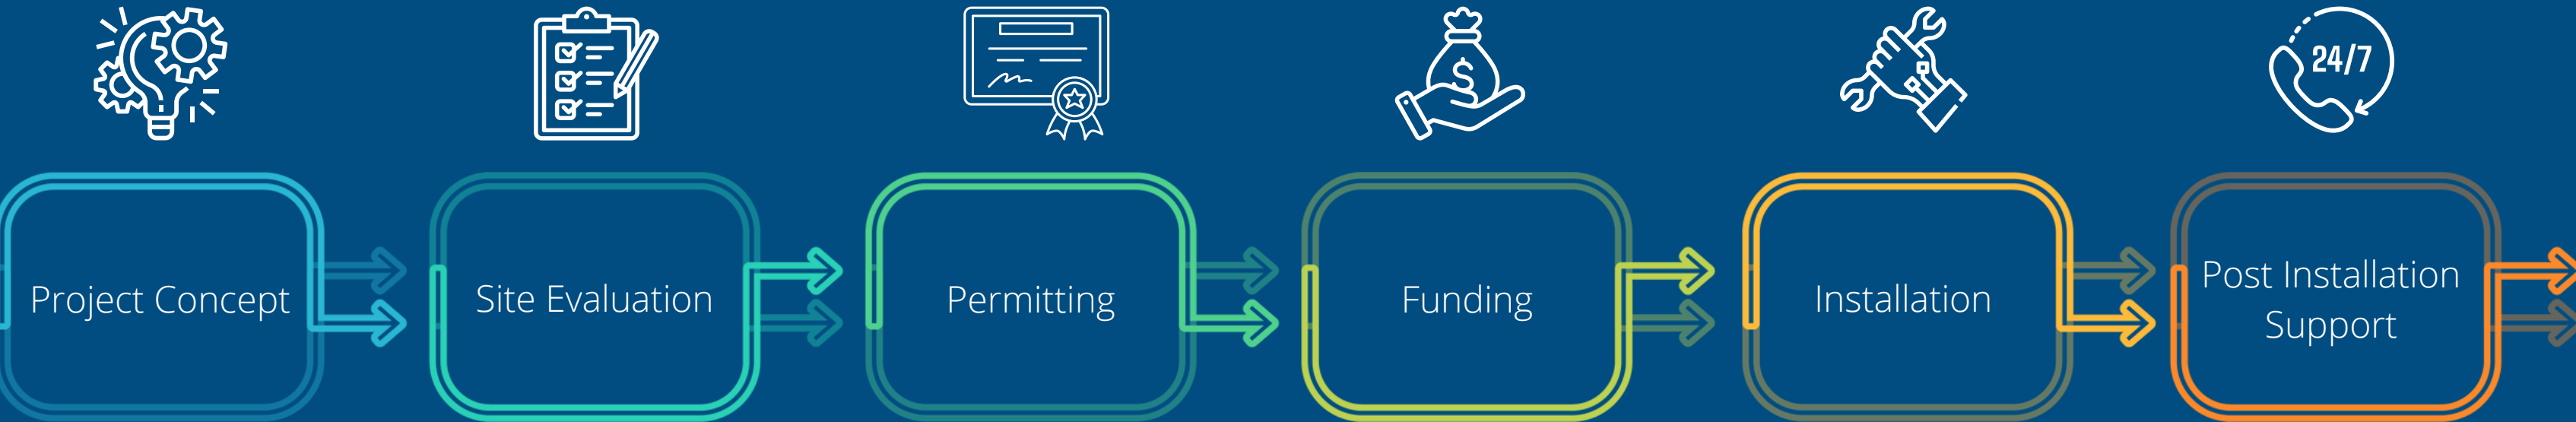 24/7
Project Concept
Site Evaluation
Permitting
Funding
Installation
Post Installation
Support